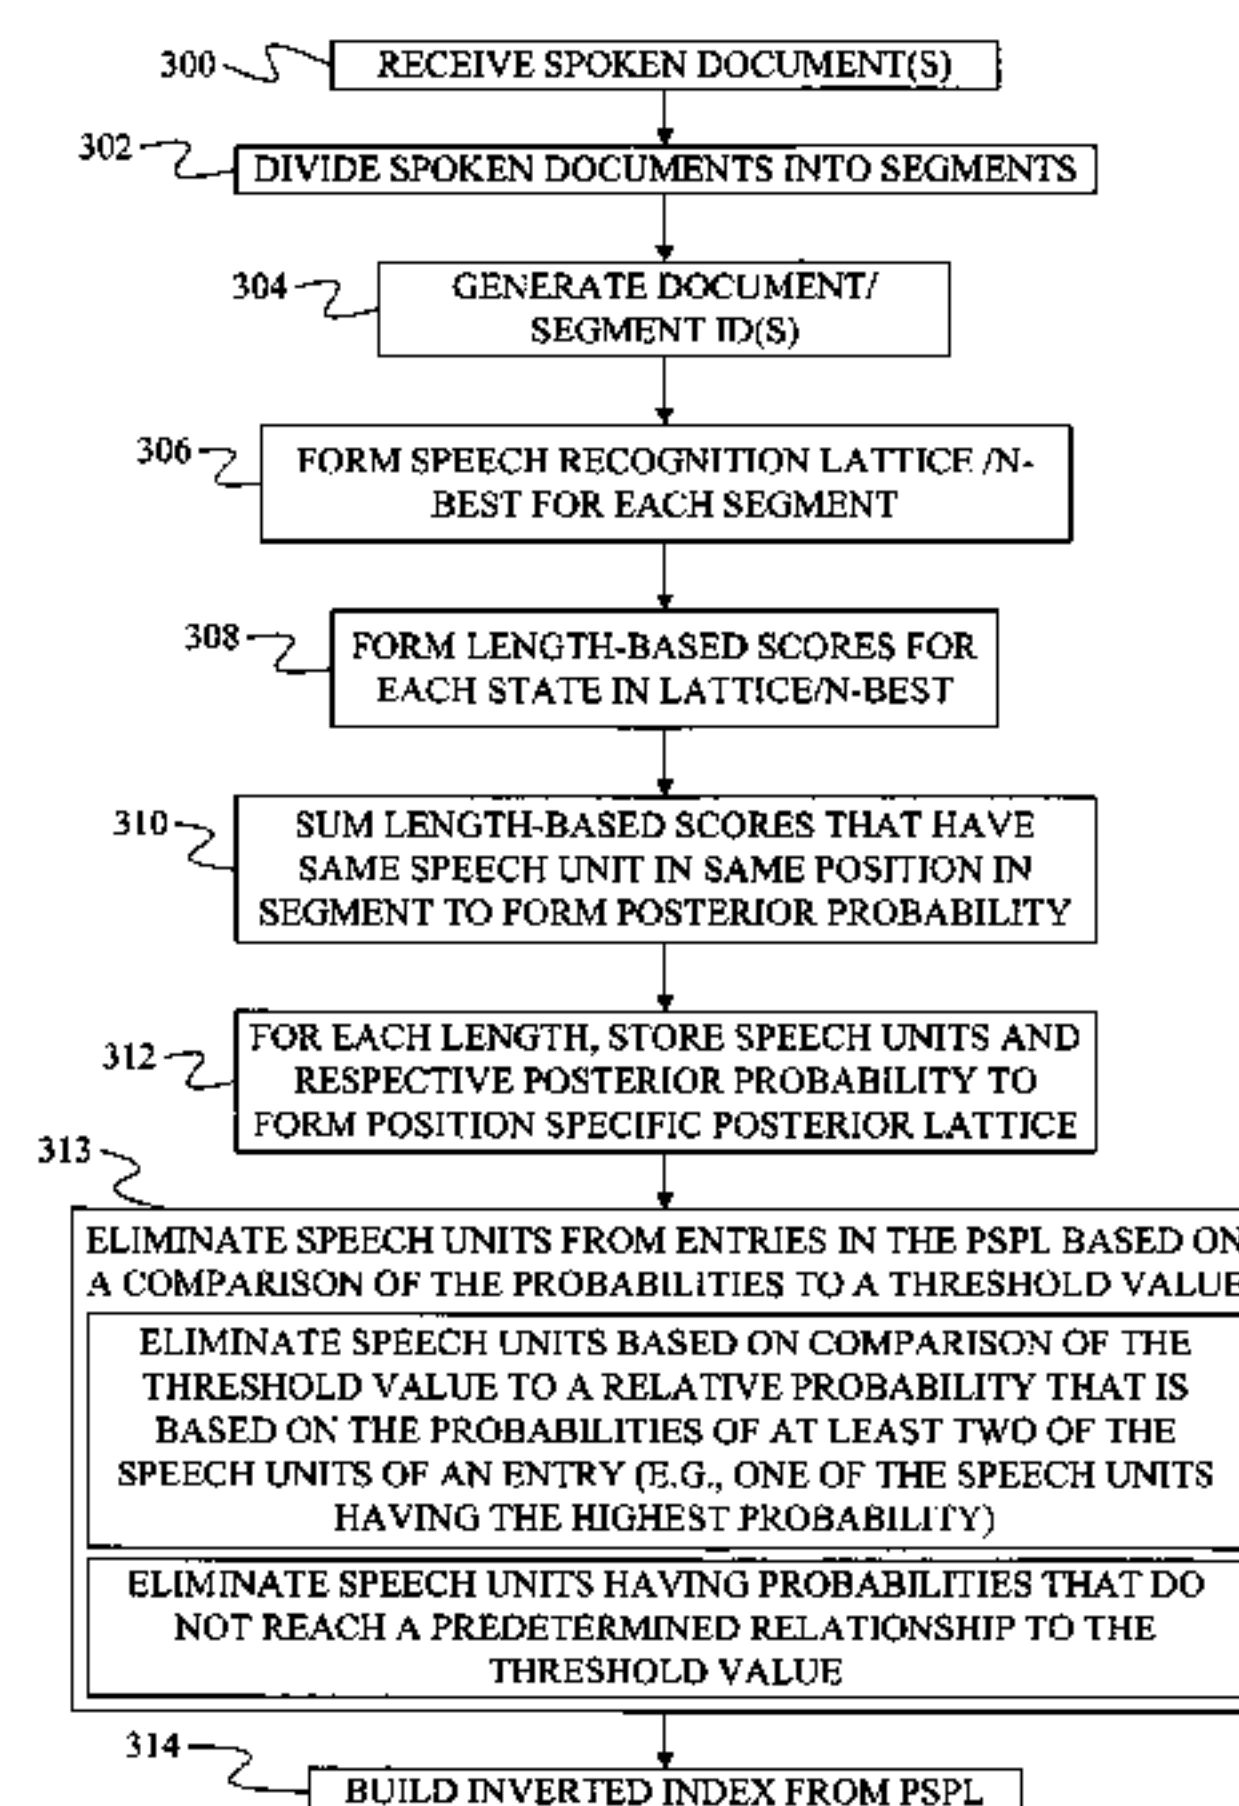 300
RECEIVE SPOKEN DOCUMENT(S)
302
DIVIDE SPOKEN DOCUMENTS INTO SEGMENTS
304
GENERATE DOCUMENT/
SEGMENT ID(S)
306
FORM SPEECH RECOGNITION LATTICE /N-
BEST FOR EACH SEGMENT
308
FORM LENGTH-BASED SCORES FOR
EACH STATE IN LATTICE/N-BEST
310
SUM LENGTH-BASED SCORES THAT HAVE
SAME SPEECH UNIT IN SAME POSITION IN
SEGMENT TO FORM POSTERIOR PROBABILITY
312
FOR EACH LENGTH, STORE SPEECH UNITS AND
RESPECTIVE POSTERIOR PROBABILITY TO
FORM POSITION SPECIFIC POSTERIOR LATTICE
313
ELIMINATE SPEECH UNITS FROM ENTRIES IN THE PSPL BASED ON
A COMPARISON OF THE PROBABILITIES TO A THRESHOLD VALUE
ELIMINATE SPEECH UNITS BASED ON COMPARISON OF THE
THRESHOLD VALUE TO A RELATIVE PROBABILITY THAT IS
BASED ON THE PROBABILITIES OF AT LEAST TWO OF THE
SPEECH UNITS OF AN ENTRY (E.G., ONE OF THE SPEECH UNITS
HAVING THE HIGHEST PROBABILITY)
ELIMINATE SPEECH UNITS HAVING PROBABILITIES THAT DO
NOT REACH A PREDETERMINED RELATIONSHIP TO THE
THRESHOLD VALUE
314
BUILD INVERTED INDEX FROM PSPL